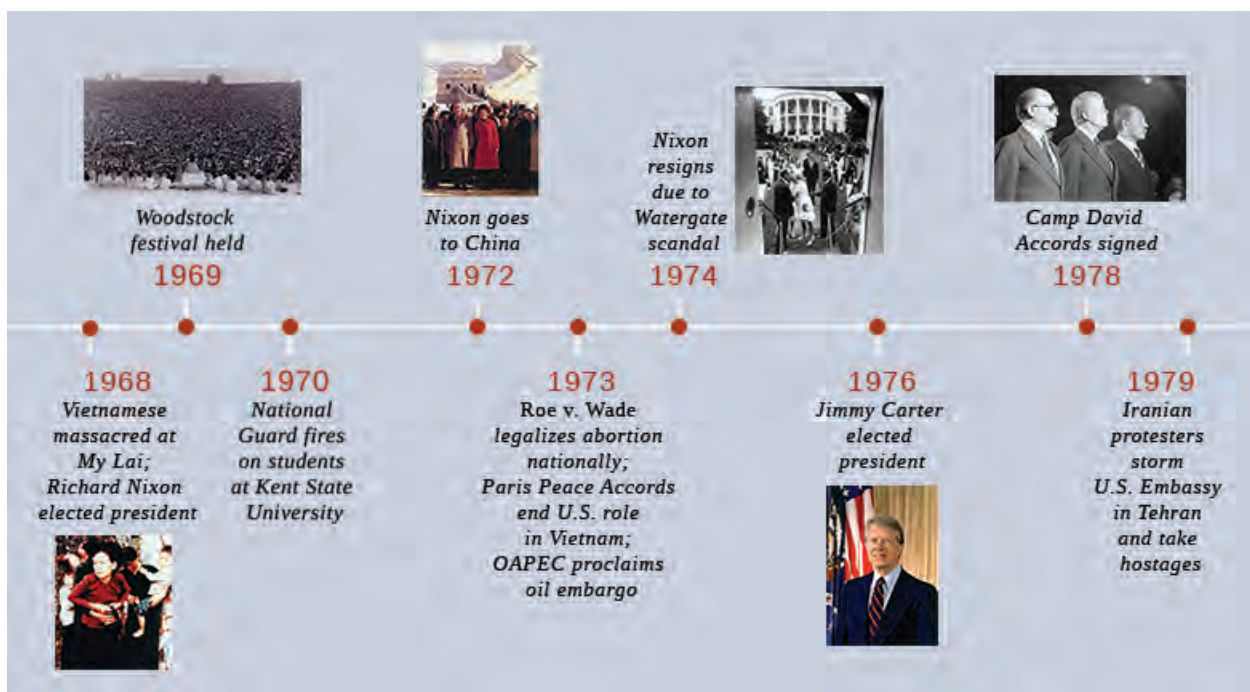 Woodstock
festival held
1969
Nixon goes
to China
1972
Nixon
resigns
due to
Watergate
scandal
1974
Camp David
Accords signed
1978
1968
Vietnamese
massacred at
My Lai;
Richard Nixon
elected president
1970
National
Guard fires
on students
at Kent State
University
1973
Roe v. Wade
legalizes abortion
nationally;
Paris Peace Accords
end U.S. role
in Vietnam;
OAPEC proclaims
oil embargo
1976
Jimmy Carter
elected
president
1979
Iranian
protesters
storm
U.S. Embassy
in Tehran
and take
hostages